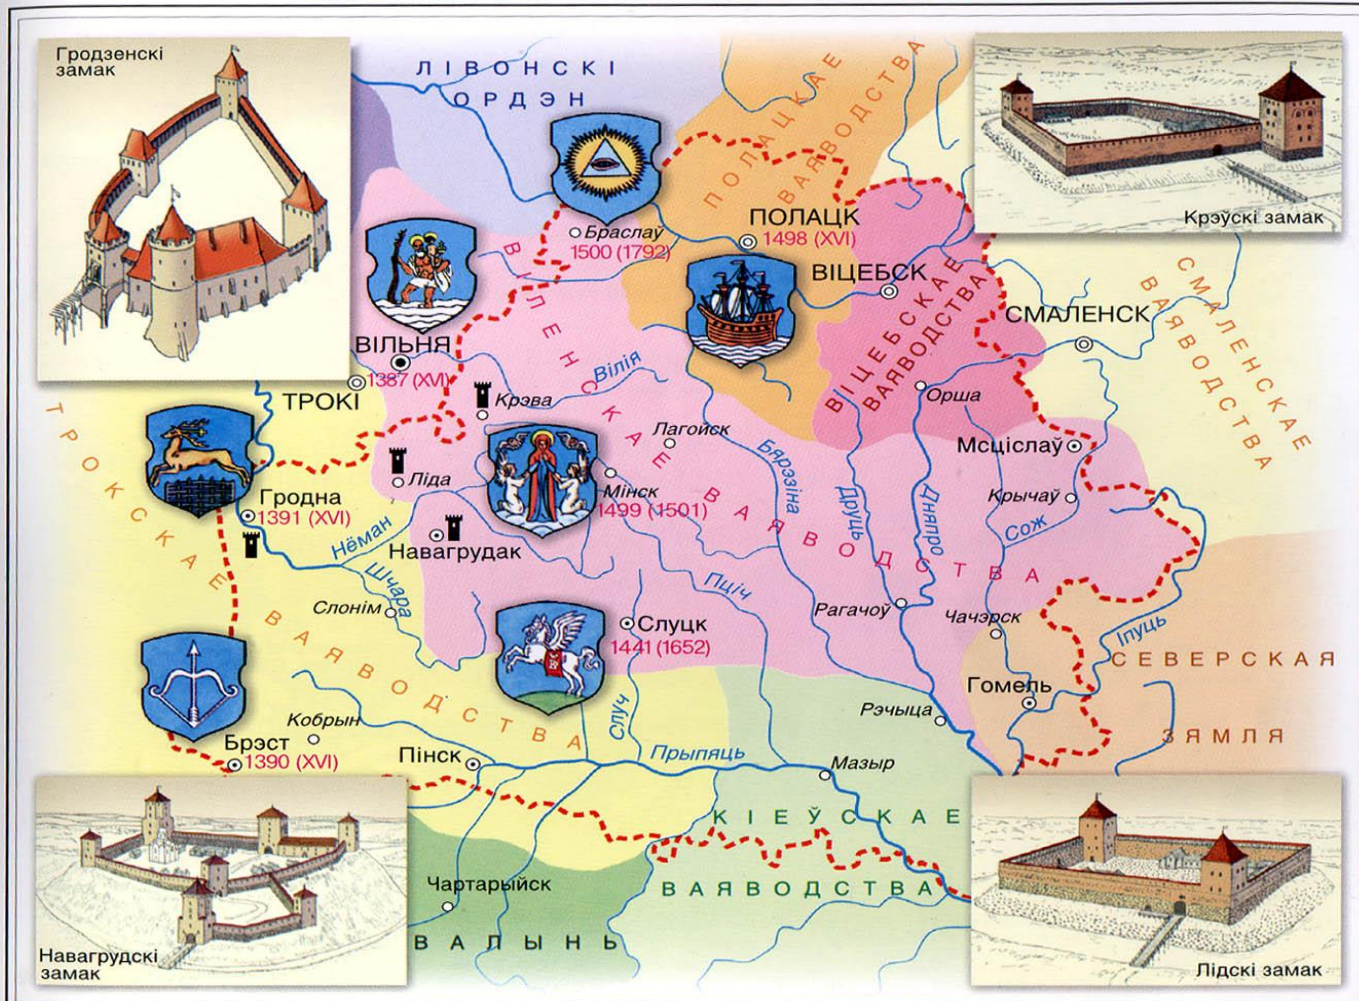 Гродзенскі
замак
ЛІВОНСКІ
ОРДЭН
ПОЛАЦКАЕ
ВАЯВОДСТВА
Крэўскі замак
Браслаў
1500 (1792)
ПОЛАЦК
1498 (XVI)
ВІЦЕБСК
ВІЦЕБСКАЕ
ВАЯВОДСТВА
СМАЛЕНСК
СМАЛЕНСКАЕ
ВАЯВОДСТВА
ВІЛЬНЯ
1387 (XVI)
ТРОКІ
ВІЛЕНСКАЕ ВАЯВОДСТВА
Вілія
Крэва
Лагойск
Орша
Мсціслаў
Бярэзіна
Друць
Дняпро
Крычаў
Сож
ТРОКСКАЕ ВАЯВОДСТВА
Гродна
1391 (XVI)
Ліда
Мінск
1499 (1501)
Нёман
Навагрудак
Шчара
Слонім
Пціч
Слуцк
1441 (1652)
Рагачоў
Чачэрск
Іпуць
СЕВЕРСКАЯ
ЗЯМЛЯ
Гомель
Рэчыца
Кобрын
Брэст
1390 (XVI)
Пінск
Случ
Прыпяць
Мазыр
КІЕЎСКАЕ
ВАЯВОДСТВА
Чартарыйск
ВАЛЫНЬ
Навагрудскі
замак
Лідскі замак